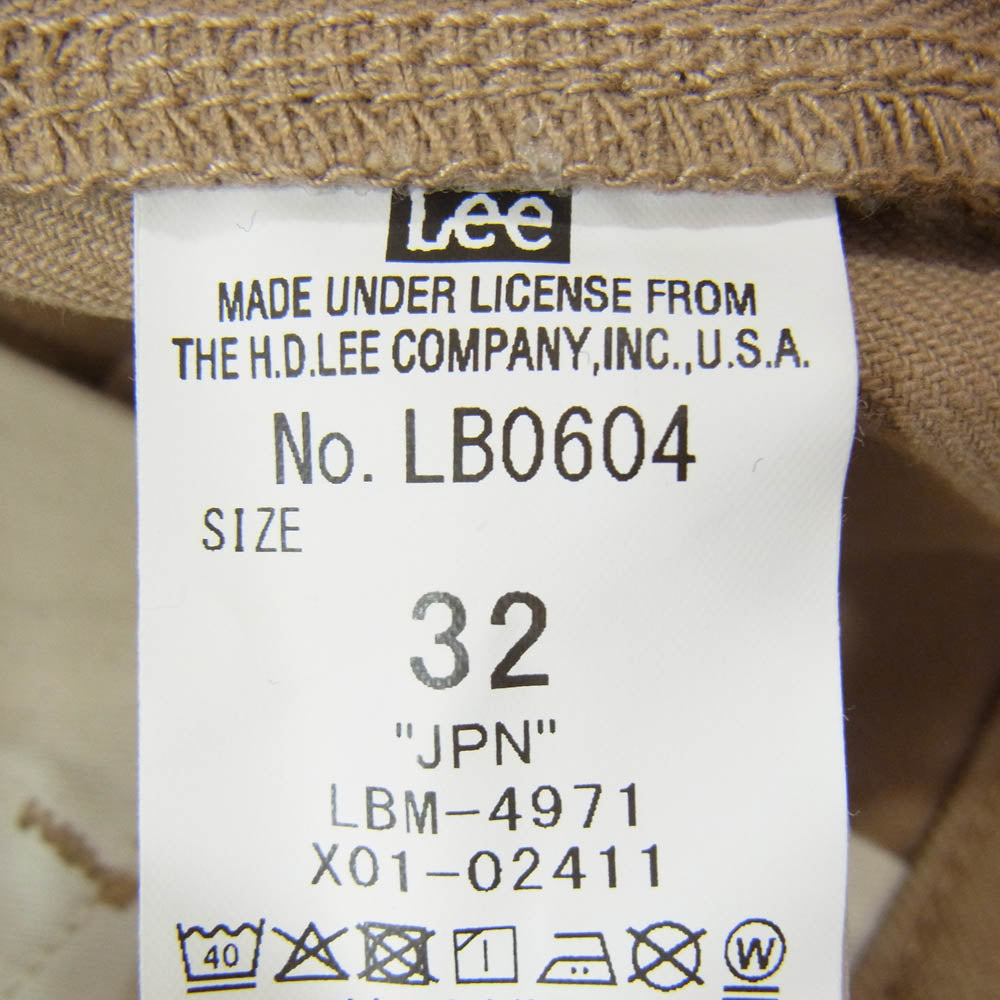 Lee
MADE UNDER LICENSE FROM
THE H.D.LEE COMPANY,INC.,U.S.A.
No. LB0604
SIZE
32
"JPN"
LBM-4971
X01-02411
40 W